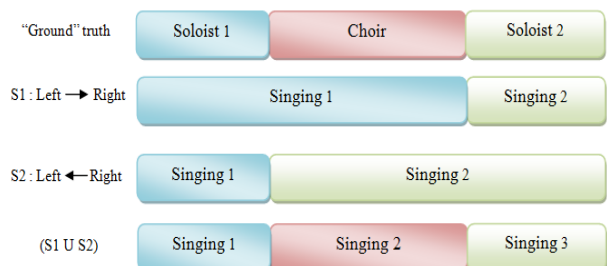 “Ground” truth Soloist 1 Choir Soloist 2
S1 : Left → Right Singing 1 Singing 2
S2 : Left ← Right Singing 1 Singing 2
(S1 U S2) Singing 1 Singing 2 Singing 3